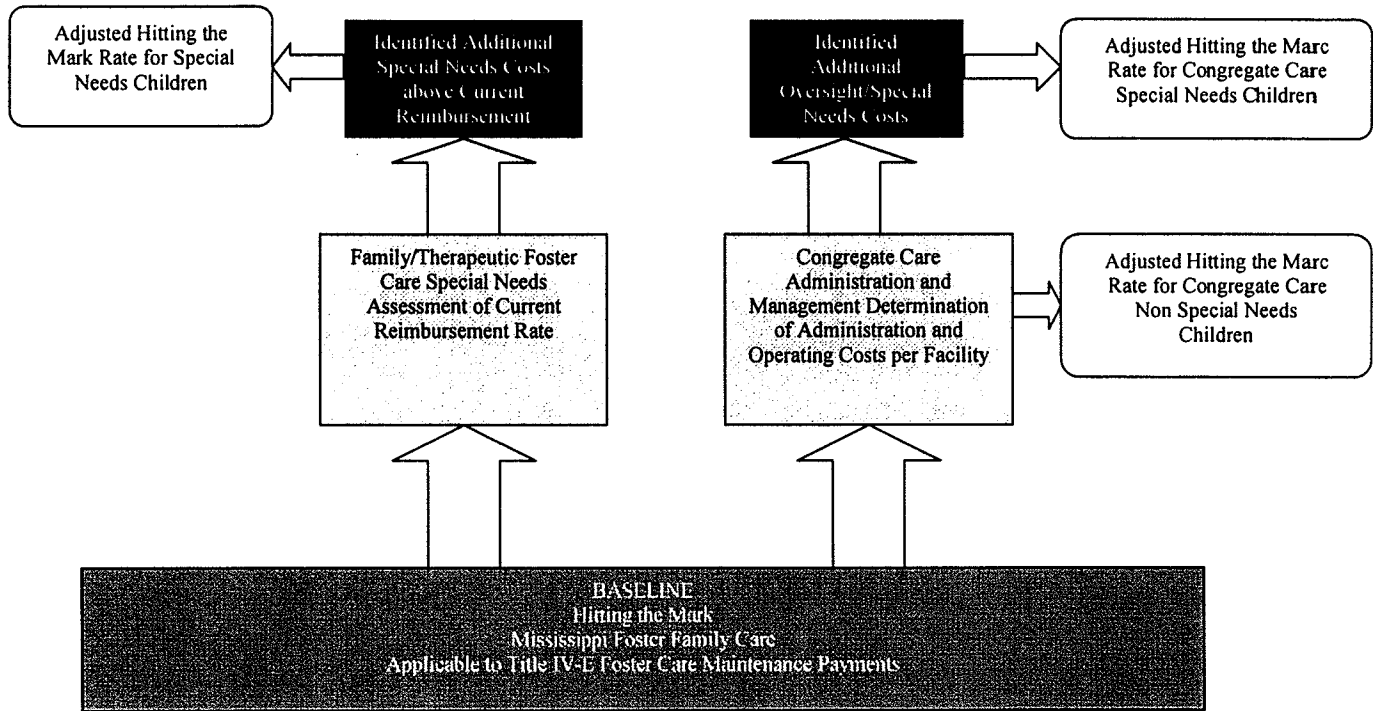 Adjusted Hitting the
Mark Rate for Special
Needs Children
Identified Additional
Special Needs Costs
above Current
Reimbursement
Identified
Additional
Oversight/Special
Needs Costs
Adjusted Hitting the Marc
Rate for Congregate Care
Special Needs Children
Family/Therapeutic Foster
Care Special Needs
Assessment of Current
Reimbursement Rate
Congregate Care
Administration and
Management Determination
of Administration and
Operating Costs per Facility
Adjusted Hitting the Marc
Rate for Congregate Care
Non Special Needs
Children
BASELINE
Hitting the Mark
Mississippi Foster Family Care
Applicable to Title IV-E Foster Care Maintenance Payments